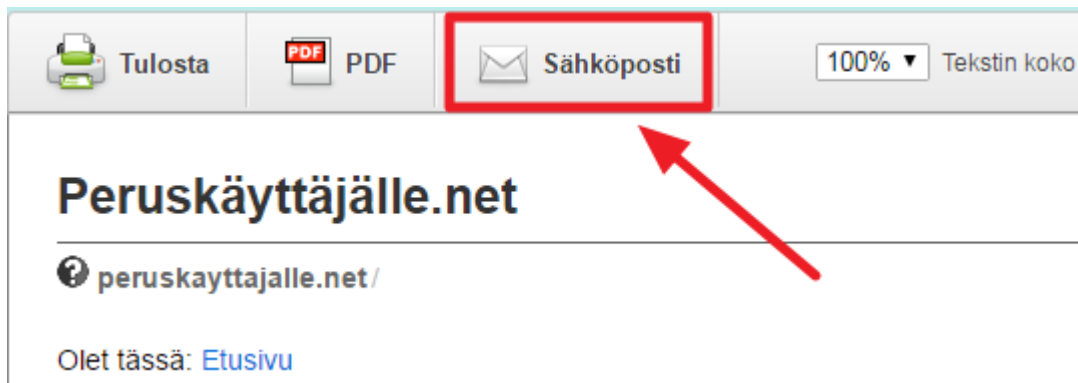 Tulosta PDF PDF Sähköposti 100% ▼ Tekstin koko
Peruskäyttäjälle.net
peruskayttajalle.net/
Olet tässä: Etusivu